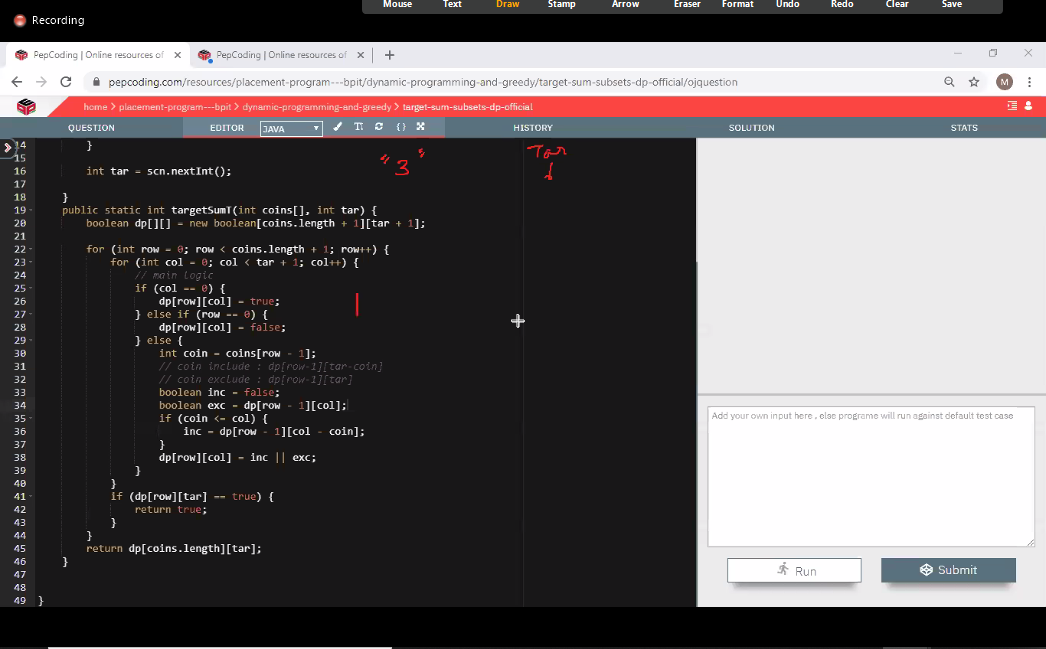 Recording
Mouse Text Draw Stamp Arrow Eraser Color Format Undo Redo Clear Save
PepCoding | Online resources of
PepCoding | Online resources of
pepcoding.com/resources/placement-program---bpit/dynamic-programming-and-greedy/target-sum-subsets-dp-official/ojquestion
M
home > placement-program---bpit > dynamic-programming-and-greedy > target-sum-subsets-dp-official
QUESTION EDITOR JAVA HISTORY SOLUTION STATS
"3"
Tar
14 }
15
16 int tar = scn.nextInt();
17
18 }
19 public static int targetSumT(int coins[], int tar) {
20 boolean dp[][] = new boolean[coins.length + 1][tar + 1];
21
22 for (int row = 0; row < coins.length + 1; row++) {
23 for (int col = 0; col < tar + 1; col++) {
24 // main logic
25 if (col == 0) {
26 dp[row][col] = true;
27 } else if (row == 0) {
28 dp[row][col] = false;
29 } else {
30 int coin = coins[row - 1];
31 // coin include : dp[row-1][tar-coin]
32 // coin exclude : dp[row-1][tar]
33 boolean inc = false;
34 boolean exc = dp[row - 1][col];
35 if (coin <= col) {
36 inc = dp[row - 1][col - coin];
37 }
38 dp[row][col] = inc || exc;
39 }
40 }
41 if (dp[row][tar] == true) {
42 return true;
43 }
44 }
45 return dp[coins.length][tar];
46 }
47
48
49 }
Add your own input here , else programe will run against default test case
Run
Submit